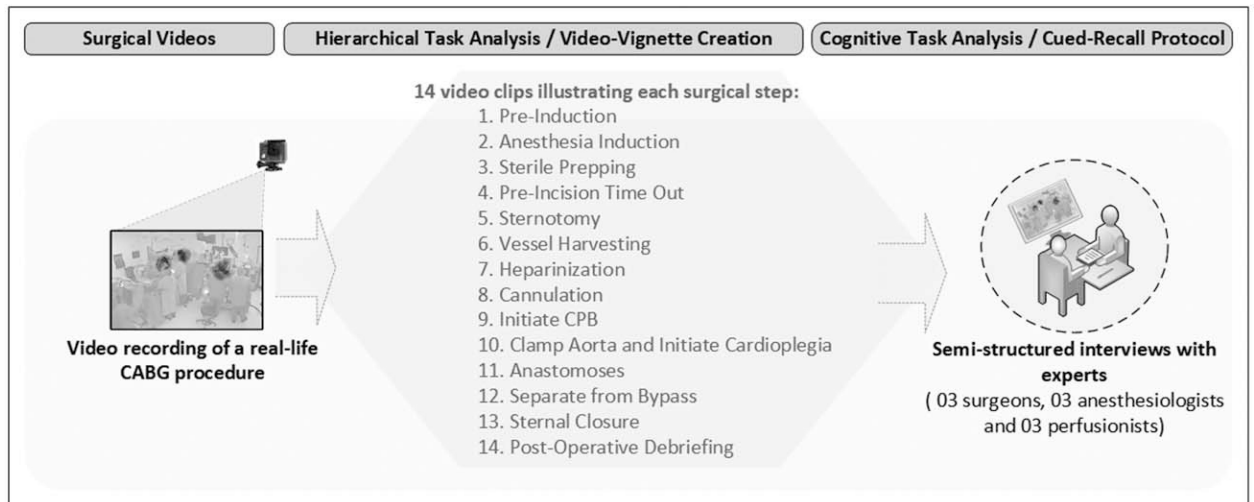 Surgical Videos
Hierarchical Task Analysis / Video-Vignette Creation
Cognitive Task Analysis / Cued-Recall Protocol
14 video clips illustrating each surgical step:
1. Pre-Induction
2. Anesthesia Induction
3. Sterile Prepping
4. Pre-Incision Time Out
5. Sternotomy
6. Vessel Harvesting
7. Heparinization
8. Cannulation
9. Initiate CPB
10. Clamp Aorta and Initiate Cardioplegia
11. Anastomoses
12. Separate from Bypass
13. Sternal Closure
14. Post-Operative Debriefing
Video recording of a real-life
CABG procedure
Semi-structured interviews with
experts
( 03 surgeons, 03 anesthesiologists
and 03 perfusionists)